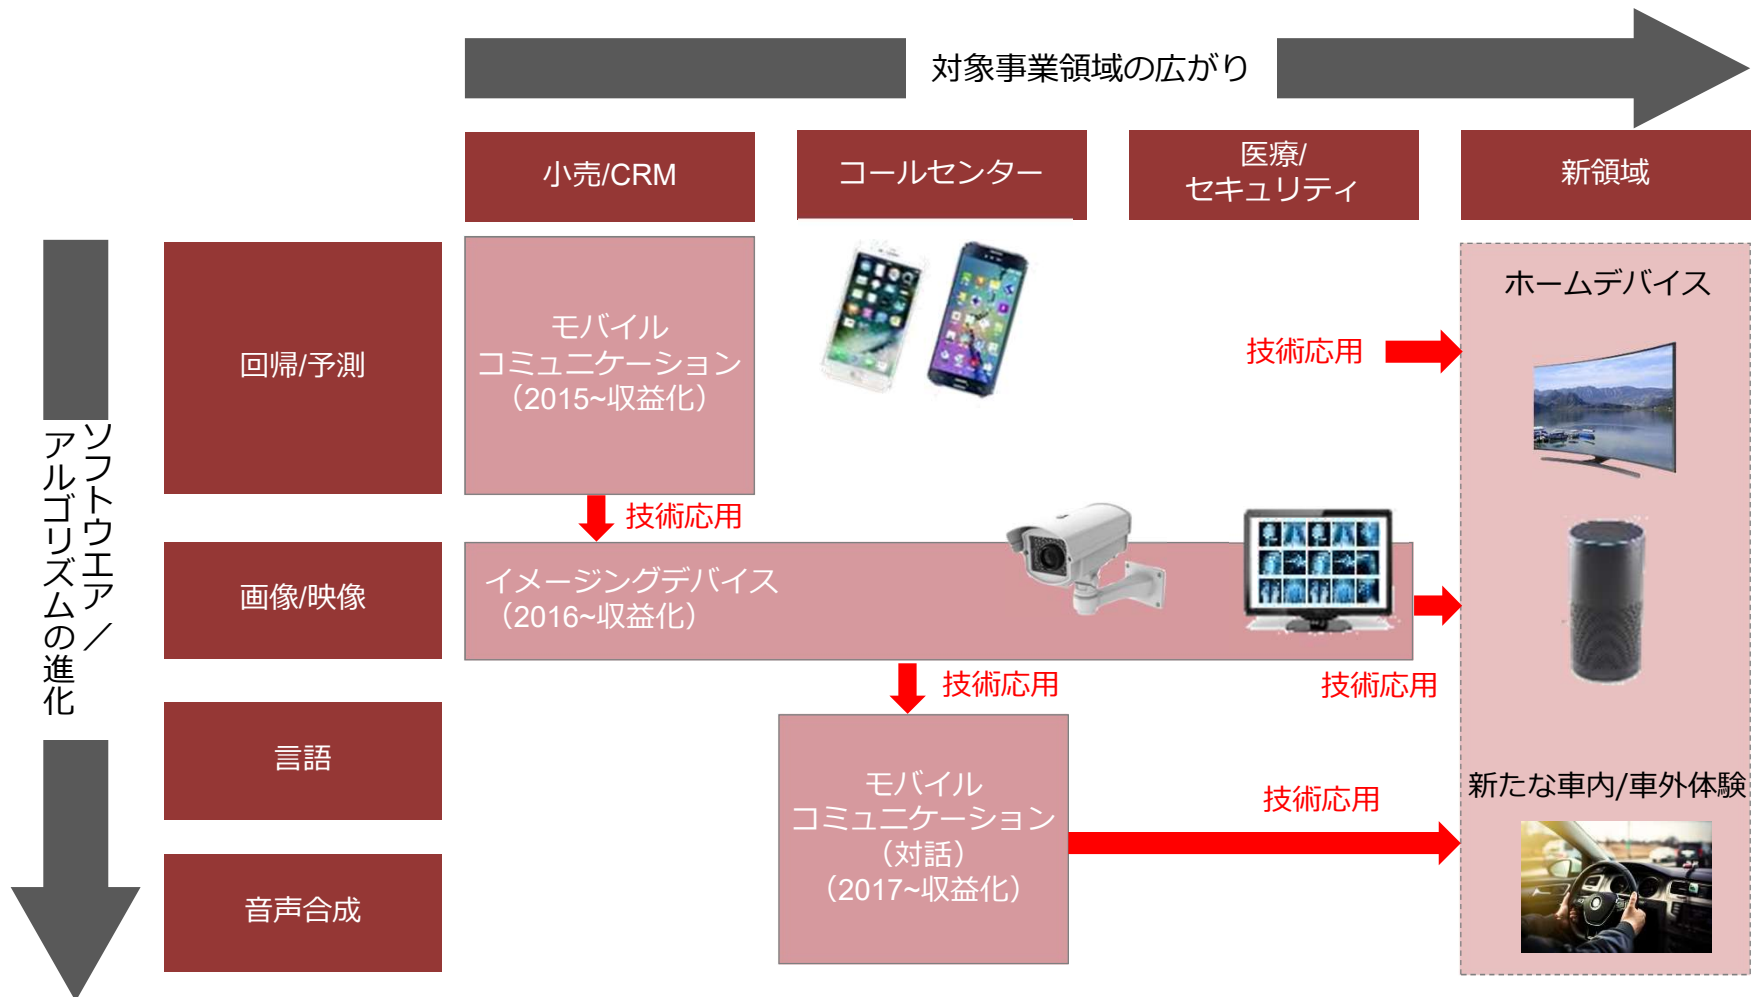 対象事業領域の広がり
小売/CRM
コールセンター
医療/
セキュリティ
新領域
ソフトウエア／
アルゴリズムの進化
回帰/予測
モバイル
コミュニケーション
（2015~収益化）
技術応用
ホームデバイス
技術応用
画像/映像
イメージングデバイス
（2016~収益化）
技術応用
技術応用
言語
モバイル
コミュニケーション
（対話）
（2017~収益化）
技術応用
新たな車内/車外体験
音声合成